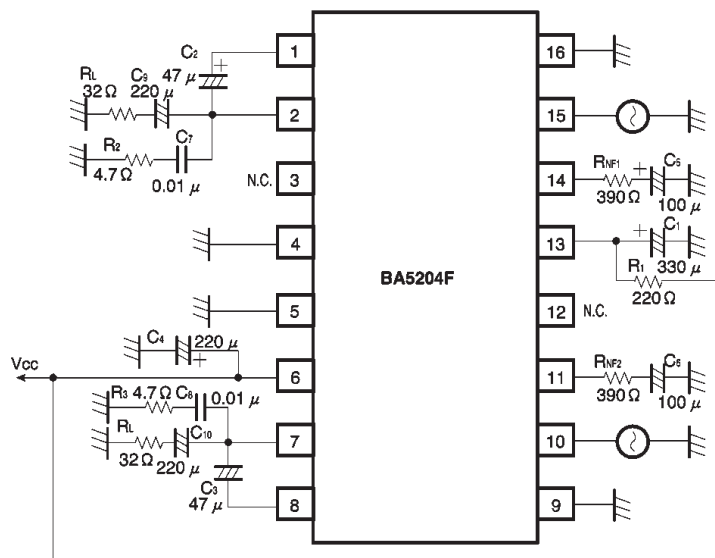 C2
47 μ
+
1
16
RL
32 Ω
C9
220 μ
2
15
R2
4.7 Ω
C7
0.01 μ
N.C.
3
14
RNF1
390 Ω
+
C5
100 μ
4
13
+
C1
330 μ
R1
220 Ω
BA5204F
5
12
N.C.
C4
220 μ
+
VCC
6
11
RNF2
390 Ω
C6
100 μ
R3
4.7 Ω
C8
0.01 μ
RL
32 Ω
C10
220 μ
7
10
C3
47 μ
8
9